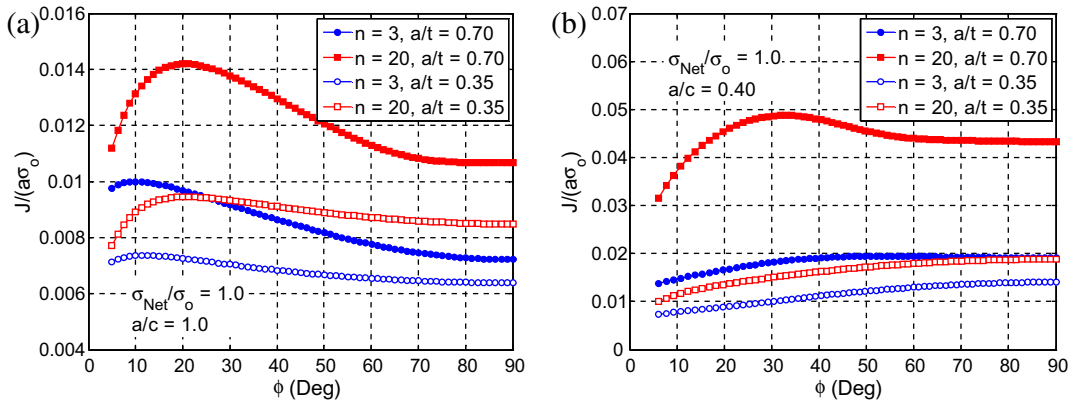 (a)
n = 3, a/t = 0.70
n = 20, a/t = 0.70
n = 3, a/t = 0.35
n = 20, a/t = 0.35
0.016
0.014
0.012
0.01
0.008
0.006
0.004
J/(aσo)
σNet/σo = 1.0
a/c = 1.0
0 10 20 30 40 50 60 70 80 90
ϕ (Deg)
(b)
n = 3, a/t = 0.70
n = 20, a/t = 0.70
n = 3, a/t = 0.35
n = 20, a/t = 0.35
σNet/σo = 1.0
a/c = 0.40
0.07
0.06
0.05
0.04
0.03
0.02
0.01
0
J/(aσo)
0 10 20 30 40 50 60 70 80 90
ϕ (Deg)